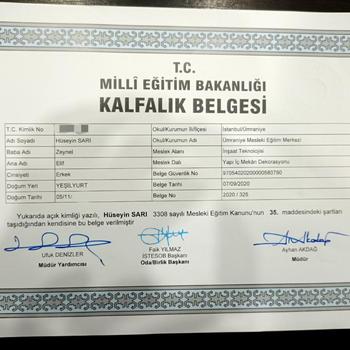 T.C.
MİLLÎ EĞİTİM BAKANLIĞI
KALFALIK BELGESİ
T.C. Kimlik No Okul/Kurumun İli/İlçesi İstanbul/Ümraniye
Adı Soyadı Hüseyin SARI Okul/Kurumun Adı Ümraniye Mesleki Eğitim Merkezi
Baba Adı Zeynel Meslek Alanı İnşaat Teknolojisi
Ana Adı Elif Meslek Dalı Yapı İç Mekân Dekorasyonu
Cinsiyeti Erkek Belge Güvenlik No
Doğum Yeri YEŞİLYURT Belge Tarihi 07/09/2020
Doğum Tarihi 05/11/ Belge No 2020 / 325
Yukarıda açık kimliği yazılı, Hüseyin SARI 3308 sayılı Mesleki Eğitim Kanunu'nun 35. maddesindeki şartları
taşıdığından kendisine bu belge verilmiştir
Ufuk DENİZLER Faik YILMAZ Ayhan AKDAĞ
Müdür Yardımcısı İSTESOB Başkanı Müdür
Oda/Birlik Başkanı